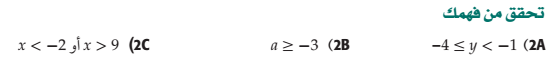 تحقق من فهمك
−4 ≤ y < −1 (2A a ≥ −3 (2B x < −2 أو x > 9 (2C